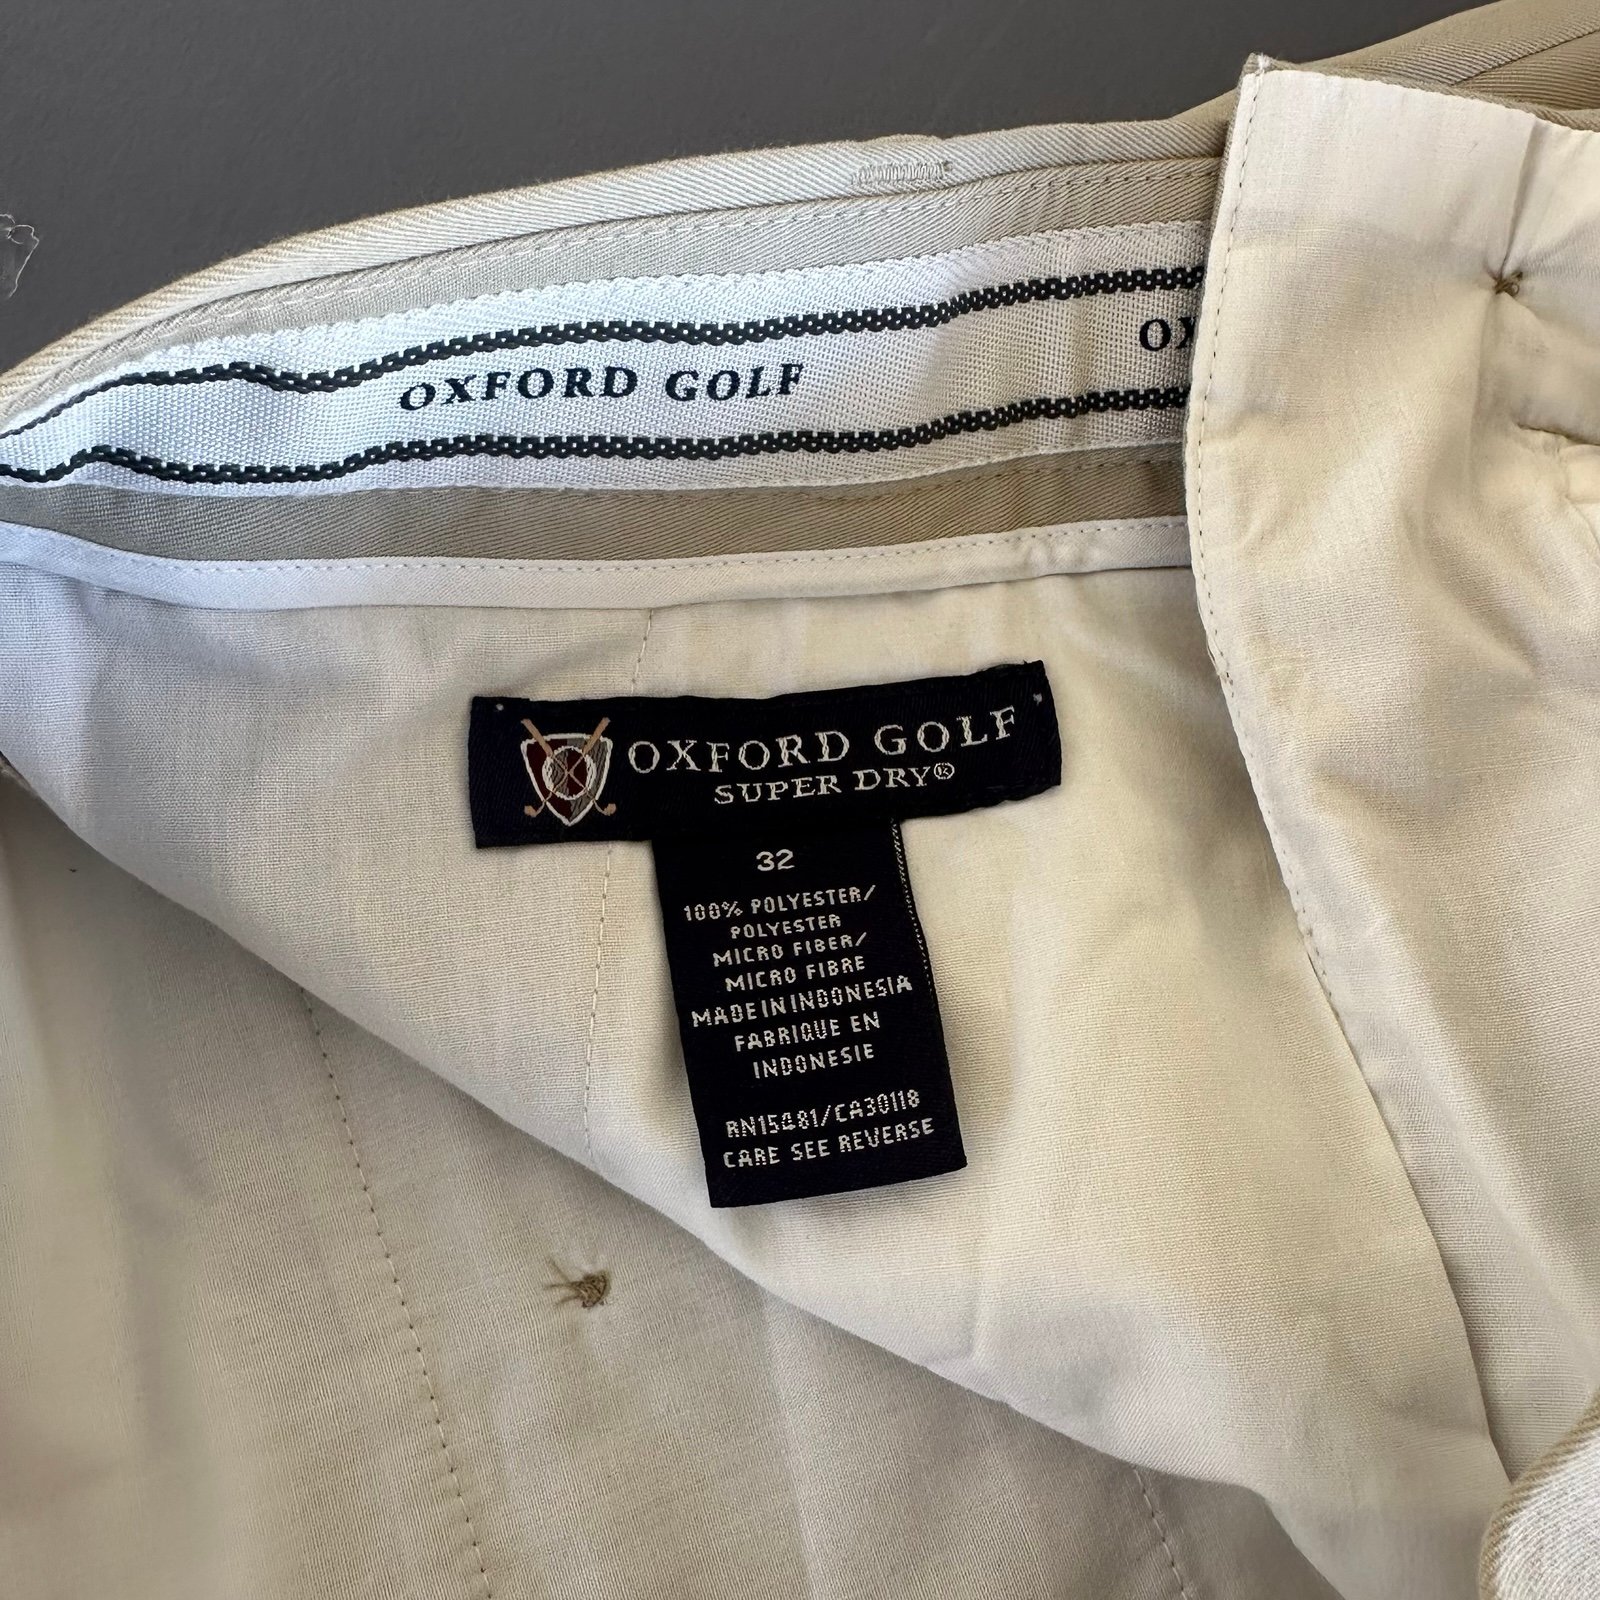 OXFORD GOLF
OX
OXFORD GOLF
SUPER DRY®
32
100% POLYESTER/
POLYESTER
MICRO FIBER/
MICRO FIBRE
MADE IN INDONESIA
FABRIQUE EN
INDONESIE
RN15481/CA30118
CARE SEE REVERSE